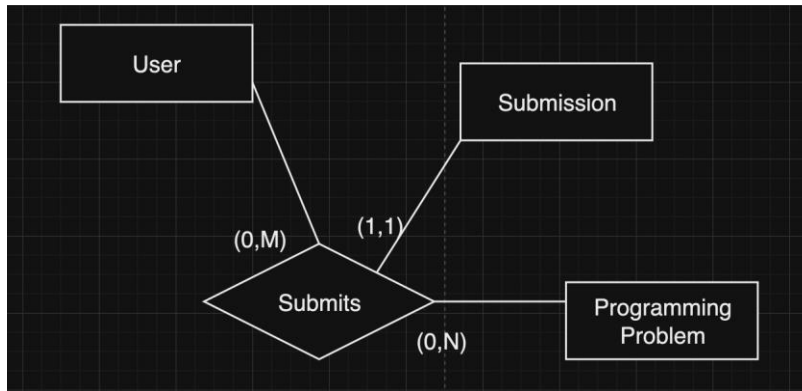 User
Submission
(0,M)
(1,1)
Submits
(0,N)
Programming
Problem